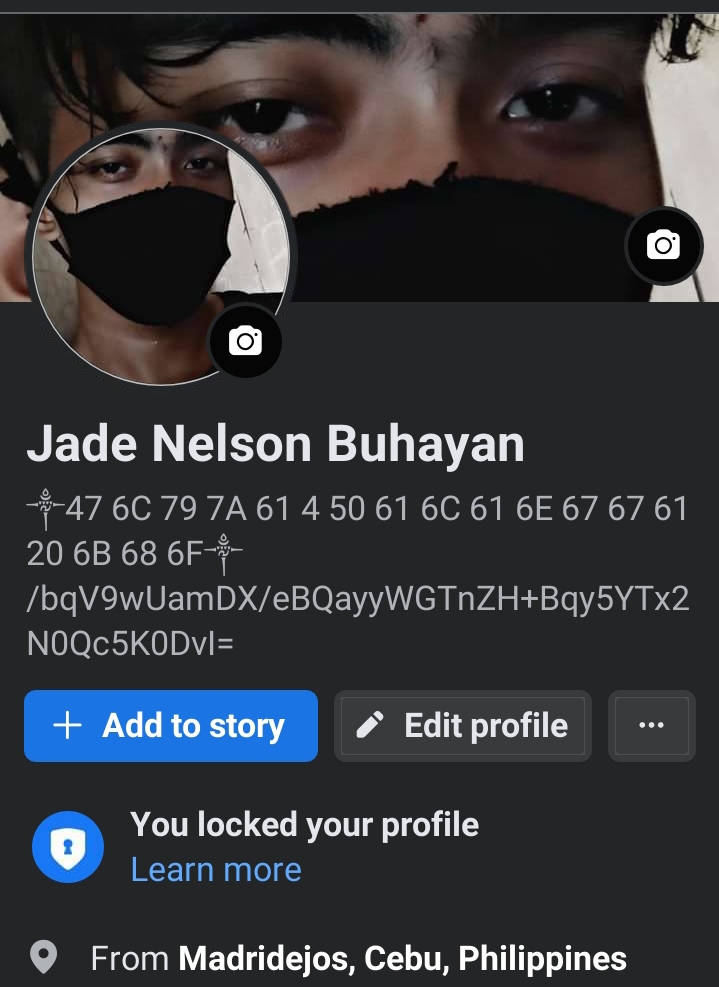 Jade Nelson Buhayan
༒47 6C 79 7A 61 4 50 61 6C 61 6E 67 67 61
20 6B 68 6F༒
/bqV9wUamDX/eBQayyWGTnZH+Bqy5YTx2
N0Qc5K0DvI=
Add to story
Edit profile
You locked your profile
Learn more
From Madridejos, Cebu, Philippines